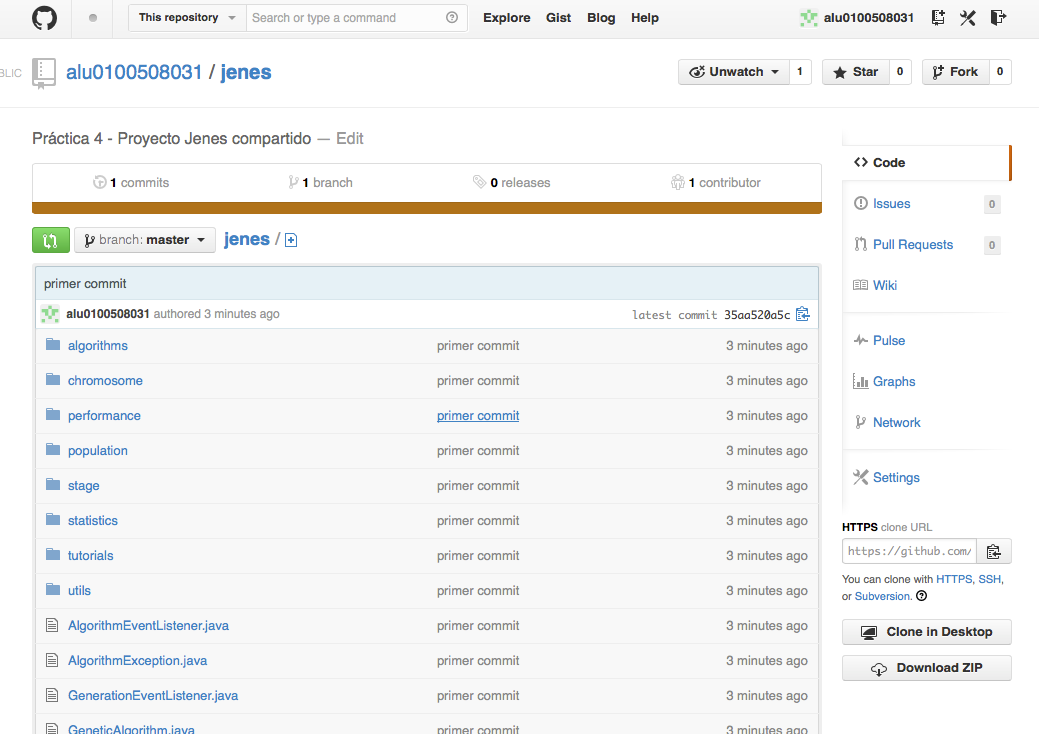 This repository Search or type a command Explore Gist Blog Help alu0100508031
BLIC alu0100508031 / jenes Unwatch 1 Star 0 Fork 0
Práctica 4 - Proyecto Jenes compartido — Edit
1 commits 1 branch 0 releases 1 contributor
branch: master jenes /
primer commit
alu0100508031 authored 3 minutes ago latest commit 35aa520a5c
algorithms primer commit 3 minutes ago
chromosome primer commit 3 minutes ago
performance primer commit 3 minutes ago
population primer commit 3 minutes ago
stage primer commit 3 minutes ago
statistics primer commit 3 minutes ago
tutorials primer commit 3 minutes ago
utils primer commit 3 minutes ago
AlgorithmEventListener.java primer commit 3 minutes ago
AlgorithmException.java primer commit 3 minutes ago
GenerationEventListener.java primer commit 3 minutes ago
GeneticAlgorithm.java primer commit 3 minutes ago
Code
Issues 0
Pull Requests 0
Wiki
Pulse
Graphs
Network
Settings
HTTPS clone URL
https://github.com/
You can clone with HTTPS, SSH,
or Subversion.
Clone in Desktop
Download ZIP